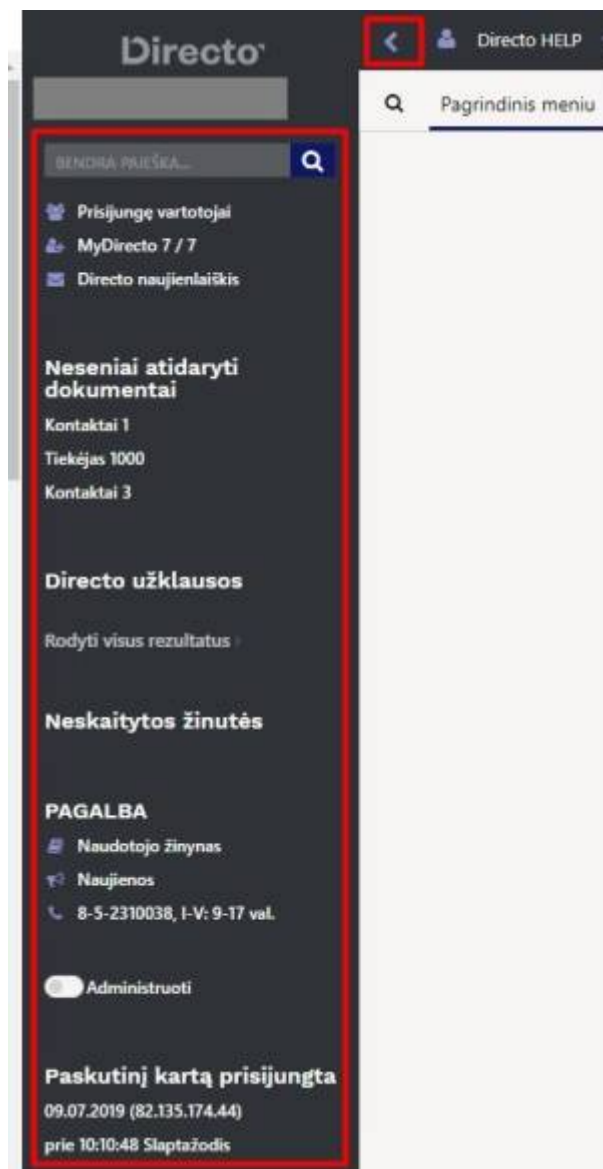 Directo
Directo HELP
Pagrindinis meniu
BENDRA PAIEŠKA...
Prisijungę vartotojai
MyDirecto 7 / 7
Directo naujienlaiškis
Neseniai atidaryti
dokumentai
Kontaktai 1
Tiekėjas 1000
Kontaktai 3
Directo užklausos
Rodyti visus rezultatus
Neskaitytos žinutės
PAGALBA
Naudotojo žinynas
Naujienos
8-5-2310038, I-V: 9-17 val.
Administruoti
Paskutinį kartą prisijungta
09.07.2019 (82.135.174.44)
prie 10:10:48 Slaptažodis